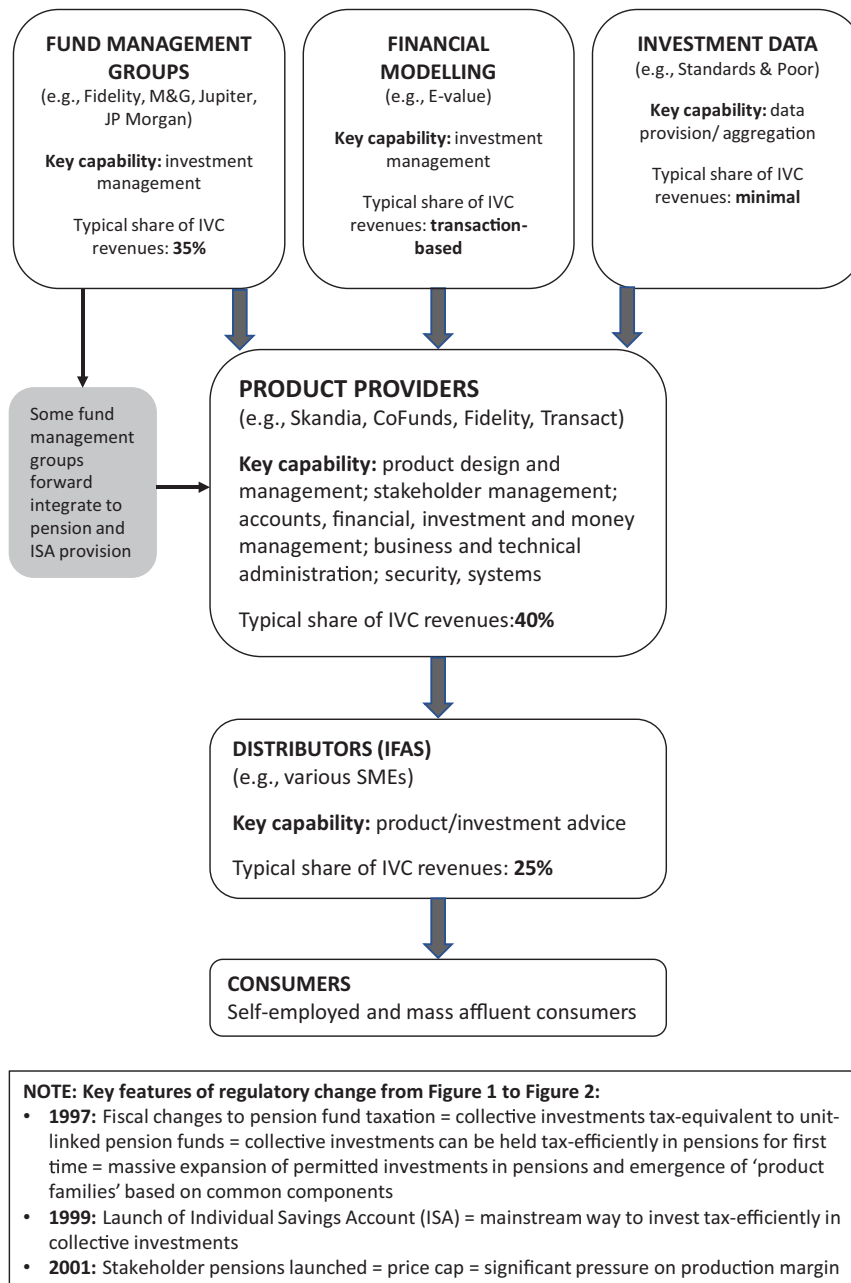 FUND MANAGEMENT
GROUPS
(e.g., Fidelity, M&G, Jupiter,
JP Morgan)
Key capability: investment
management
Typical share of IVC
revenues: 35%
FINANCIAL
MODELLING
(e.g., E-value)
Key capability: investment
management
Typical share of IVC
revenues: transaction-
based
INVESTMENT DATA
(e.g., Standards & Poor)
Key capability: data
provision/ aggregation
Typical share of IVC
revenues: minimal
Some fund
management
groups
forward
integrate to
pension and
ISA provision
PRODUCT PROVIDERS
(e.g., Skandia, CoFunds, Fidelity, Transact)
Key capability: product design and
management; stakeholder management;
accounts, financial, investment and money
management; business and technical
administration; security, systems
Typical share of IVC revenues:40%
DISTRIBUTORS (IFAS)
(e.g., various SMEs)
Key capability: product/investment advice
Typical share of IVC revenues: 25%
CONSUMERS
Self-employed and mass affluent consumers
NOTE: Key features of regulatory change from Figure 1 to Figure 2:
• 1997: Fiscal changes to pension fund taxation = collective investments tax-equivalent to unit-
linked pension funds = collective investments can be held tax-efficiently in pensions for first
time = massive expansion of permitted investments in pensions and emergence of ‘product
families’ based on common components
• 1999: Launch of Individual Savings Account (ISA) = mainstream way to invest tax-efficiently in
collective investments
• 2001: Stakeholder pensions launched = price cap = significant pressure on production margin